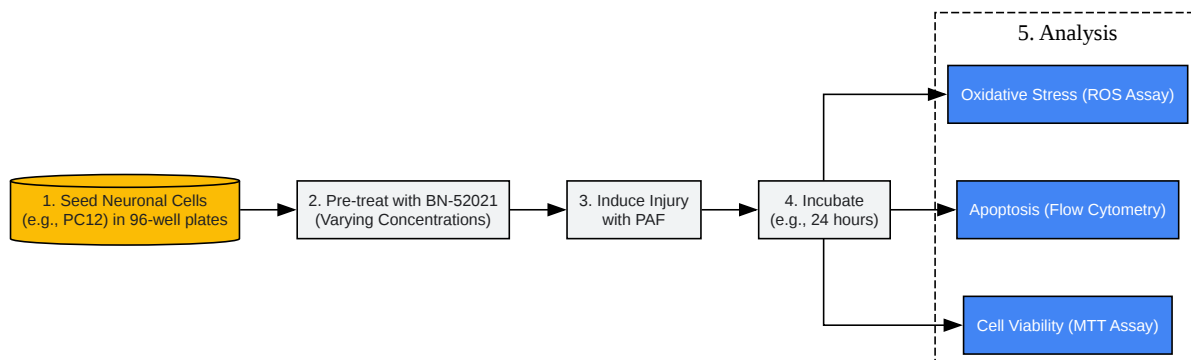 5. Analysis
Oxidative Stress (ROS Assay)
1. Seed Neuronal Cells
(e.g., PC12) in 96-well plates
2. Pre-treat with BN-52021
(Varying Concentrations)
3. Induce Injury
with PAF
4. Incubate
(e.g., 24 hours)
Apoptosis (Flow Cytometry)
Cell Viability (MTT Assay)